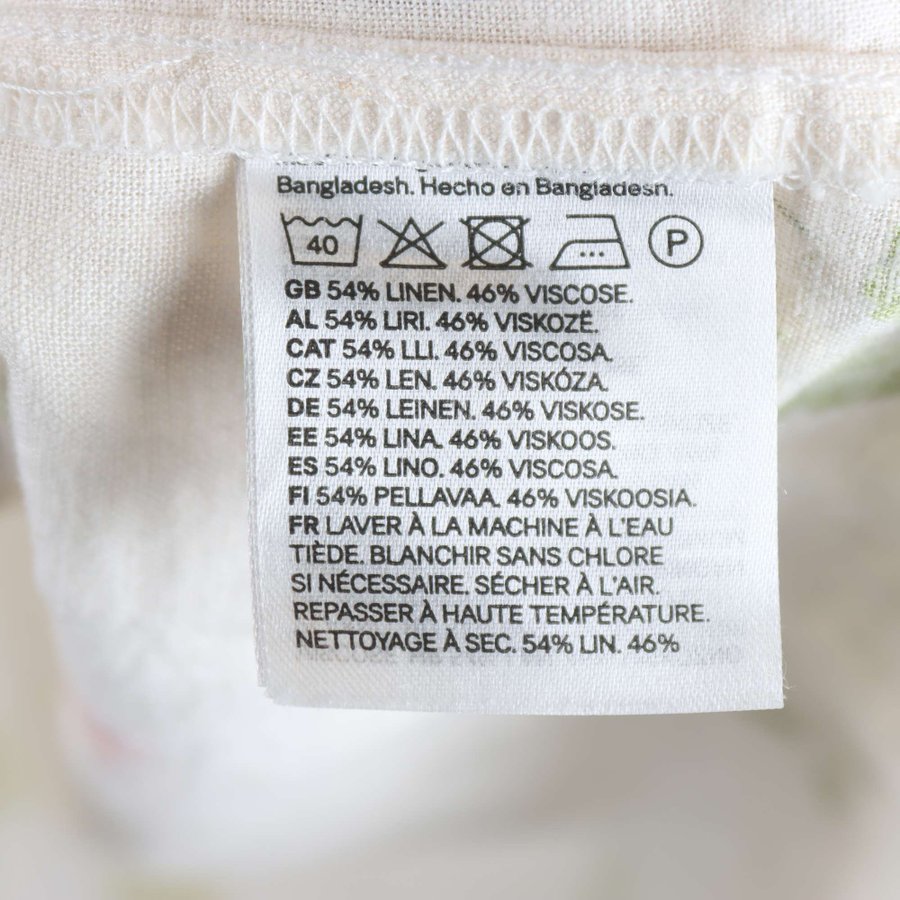 Bangladesh. Hecho en Bangladesh.
40 P
GB 54% LINEN. 46% VISCOSE.
AL 54% LIRI. 46% VISKOZË.
CAT 54% LLI. 46% VISCOSA.
CZ 54% LEN. 46% VISKÓZA.
DE 54% LEINEN. 46% VISKOSE.
EE 54% LINA. 46% VISKOOS.
ES 54% LINO. 46% VISCOSA.
FI 54% PELLAVAA. 46% VISKOOSIA.
FR LAVER À LA MACHINE À L'EAU
TIÈDE. BLANCHIR SANS CHLORE
SI NÉCESSAIRE. SÉCHER À L'AIR.
REPASSER À HAUTE TEMPÉRATURE.
NETTOYAGE À SEC. 54% LIN. 46%